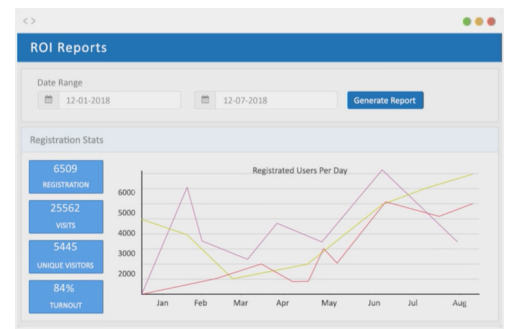 < >
ROI Reports
Date Range
12-01-2018
12-07-2018
Generate Report
Registration Stats
6509
REGISTRATION
25562
VISITS
5445
UNIQUE VISITORS
84%
TURNOUT
Registrated Users Per Day
6000
5000
4000
3000
2000
Jan Feb Mar Apr May Jun Jul Aug